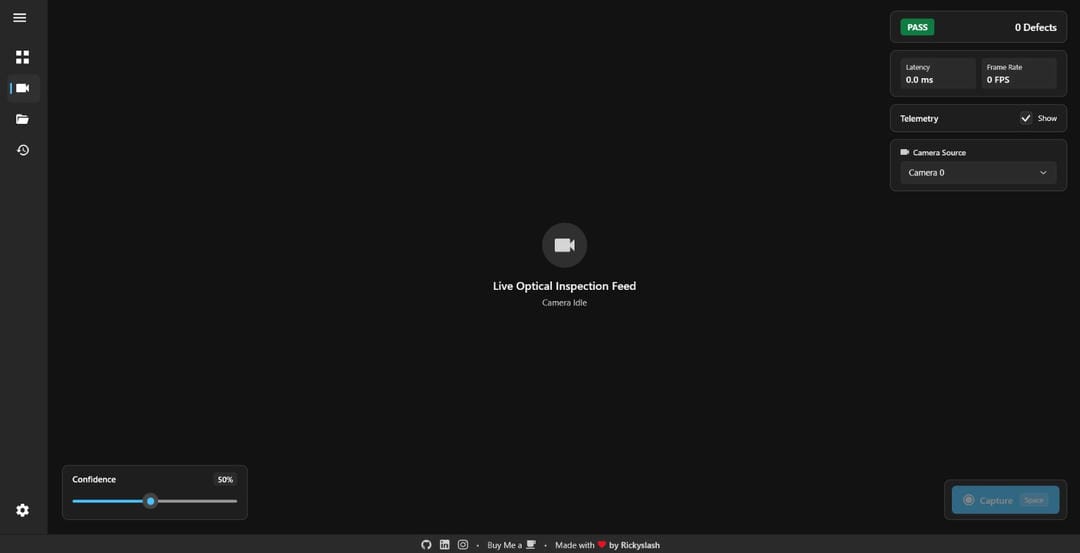 PASS 0 Defects
Latency
0.0 ms
Frame Rate
0 FPS
Telemetry Show
Camera Source
Camera 0
Live Optical Inspection Feed
Camera Idle
Confidence 50%
Capture Space
• Buy Me a • Made with by Rickyslash